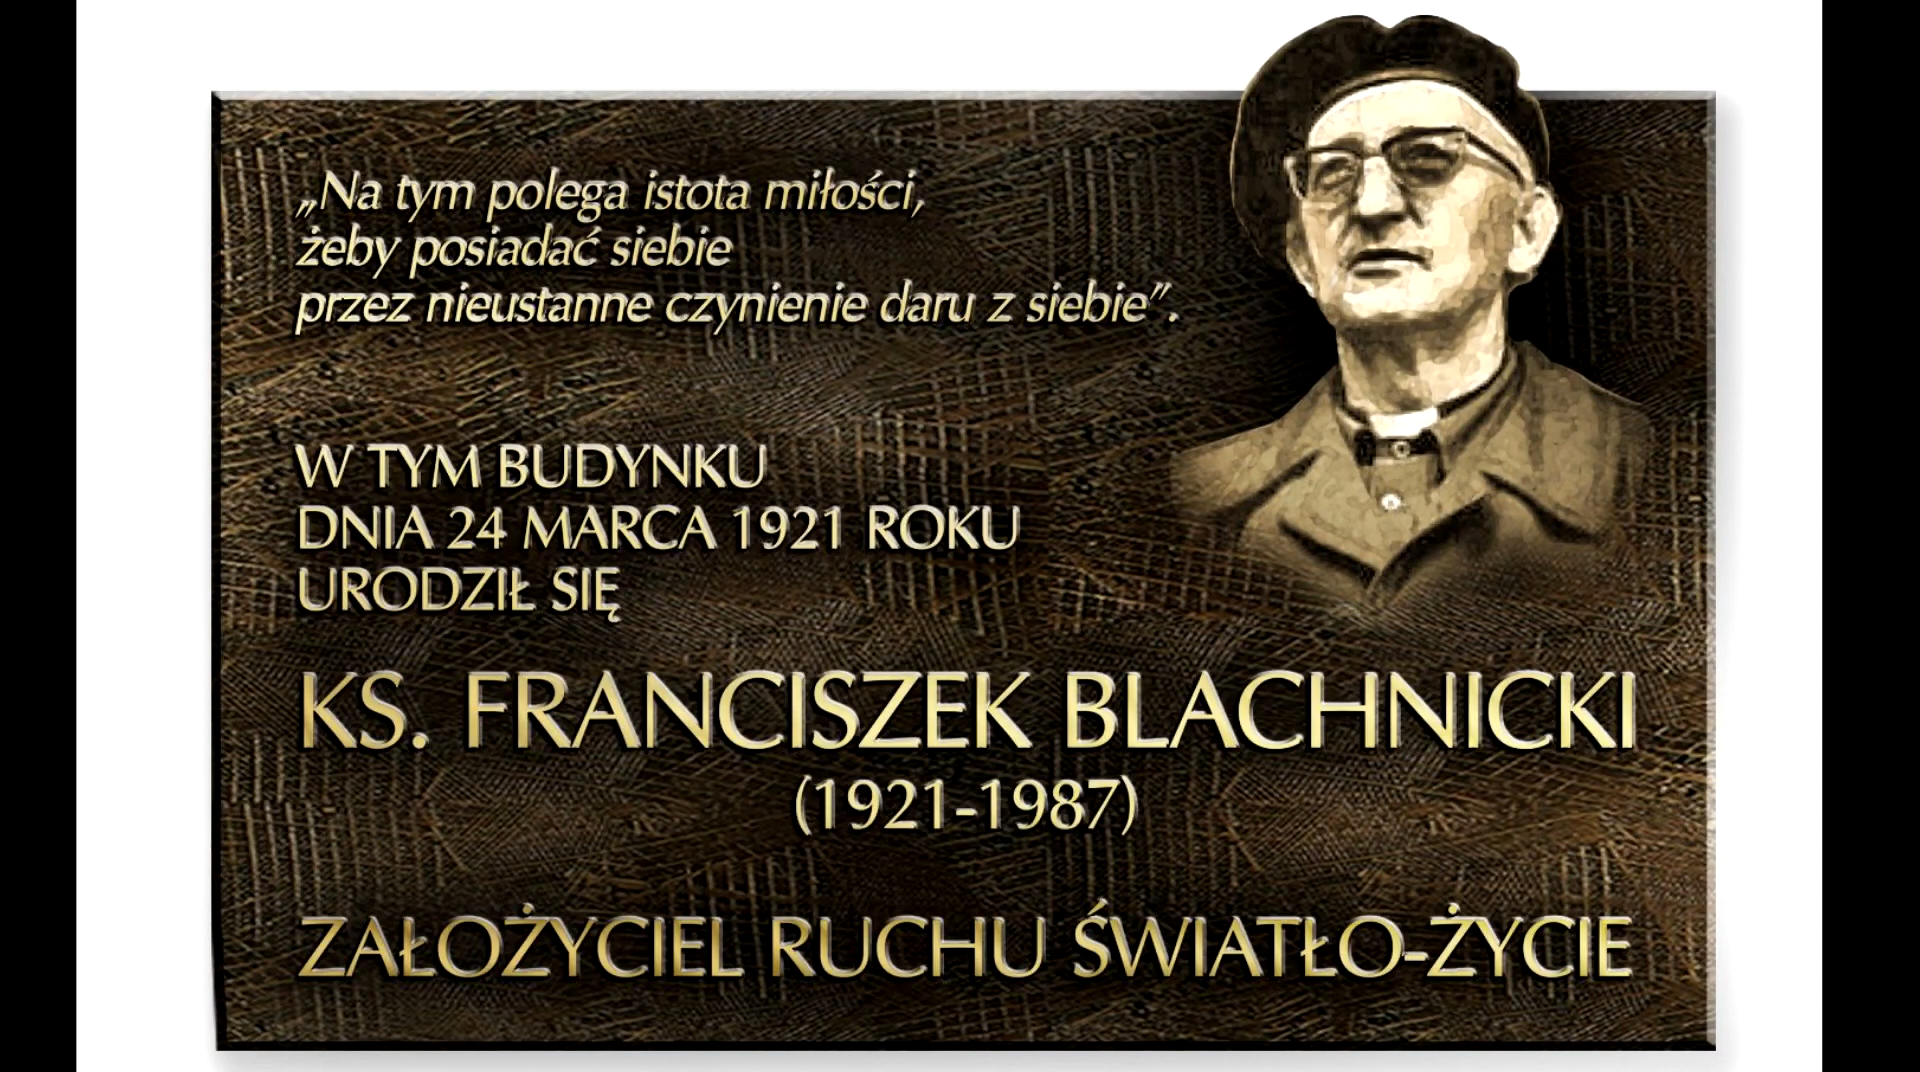 „Na tym polega istota miłości,
żeby posiadać siebie
przez nieustanne czynienie daru z siebie”.
W TYM BUDYNKU
DNIA 24 MARCA 1921 ROKU
URODZIŁ SIĘ
KS. FRANCISZEK BLACHNICKI
(1921-1987)
ZAŁOŻYCIEL RUCHU ŚWIATŁO-ŻYCIE